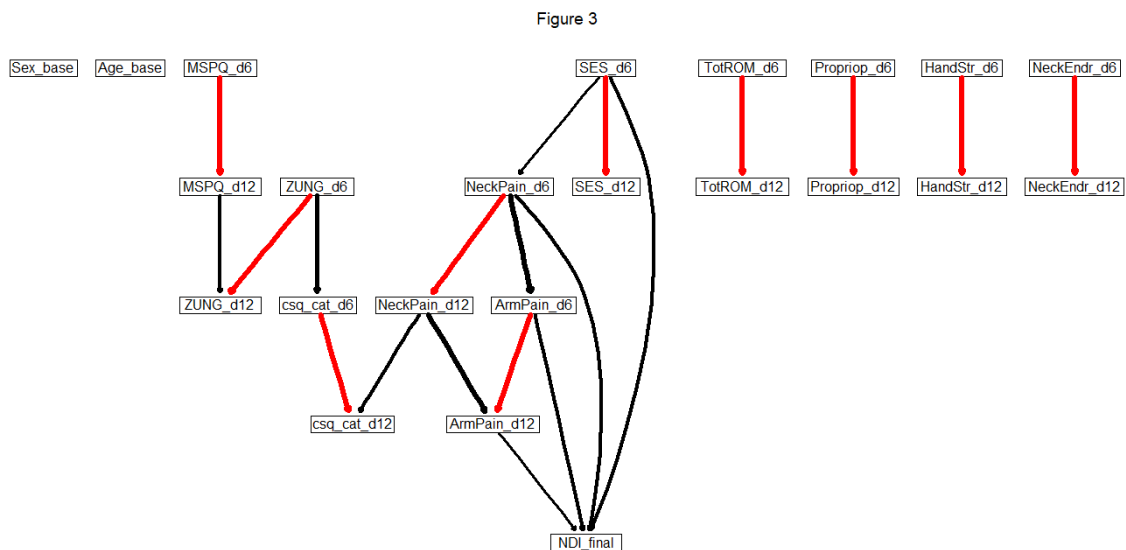 Figure 3
Sex_base
Age_base
MSPQ_d6
SES_d6
TotROM_d6
Propriop_d6
HandStr_d6
NeckEndr_d6
MSPQ_d12
ZUNG_d6
NeckPain_d6
SES_d12
TotROM_d12
Propriop_d12
HandStr_d12
NeckEndr_d12
ZUNG_d12
csq_cat_d6
NeckPain_d12
ArmPain_d6
csq_cat_d12
ArmPain_d12
NDI_final